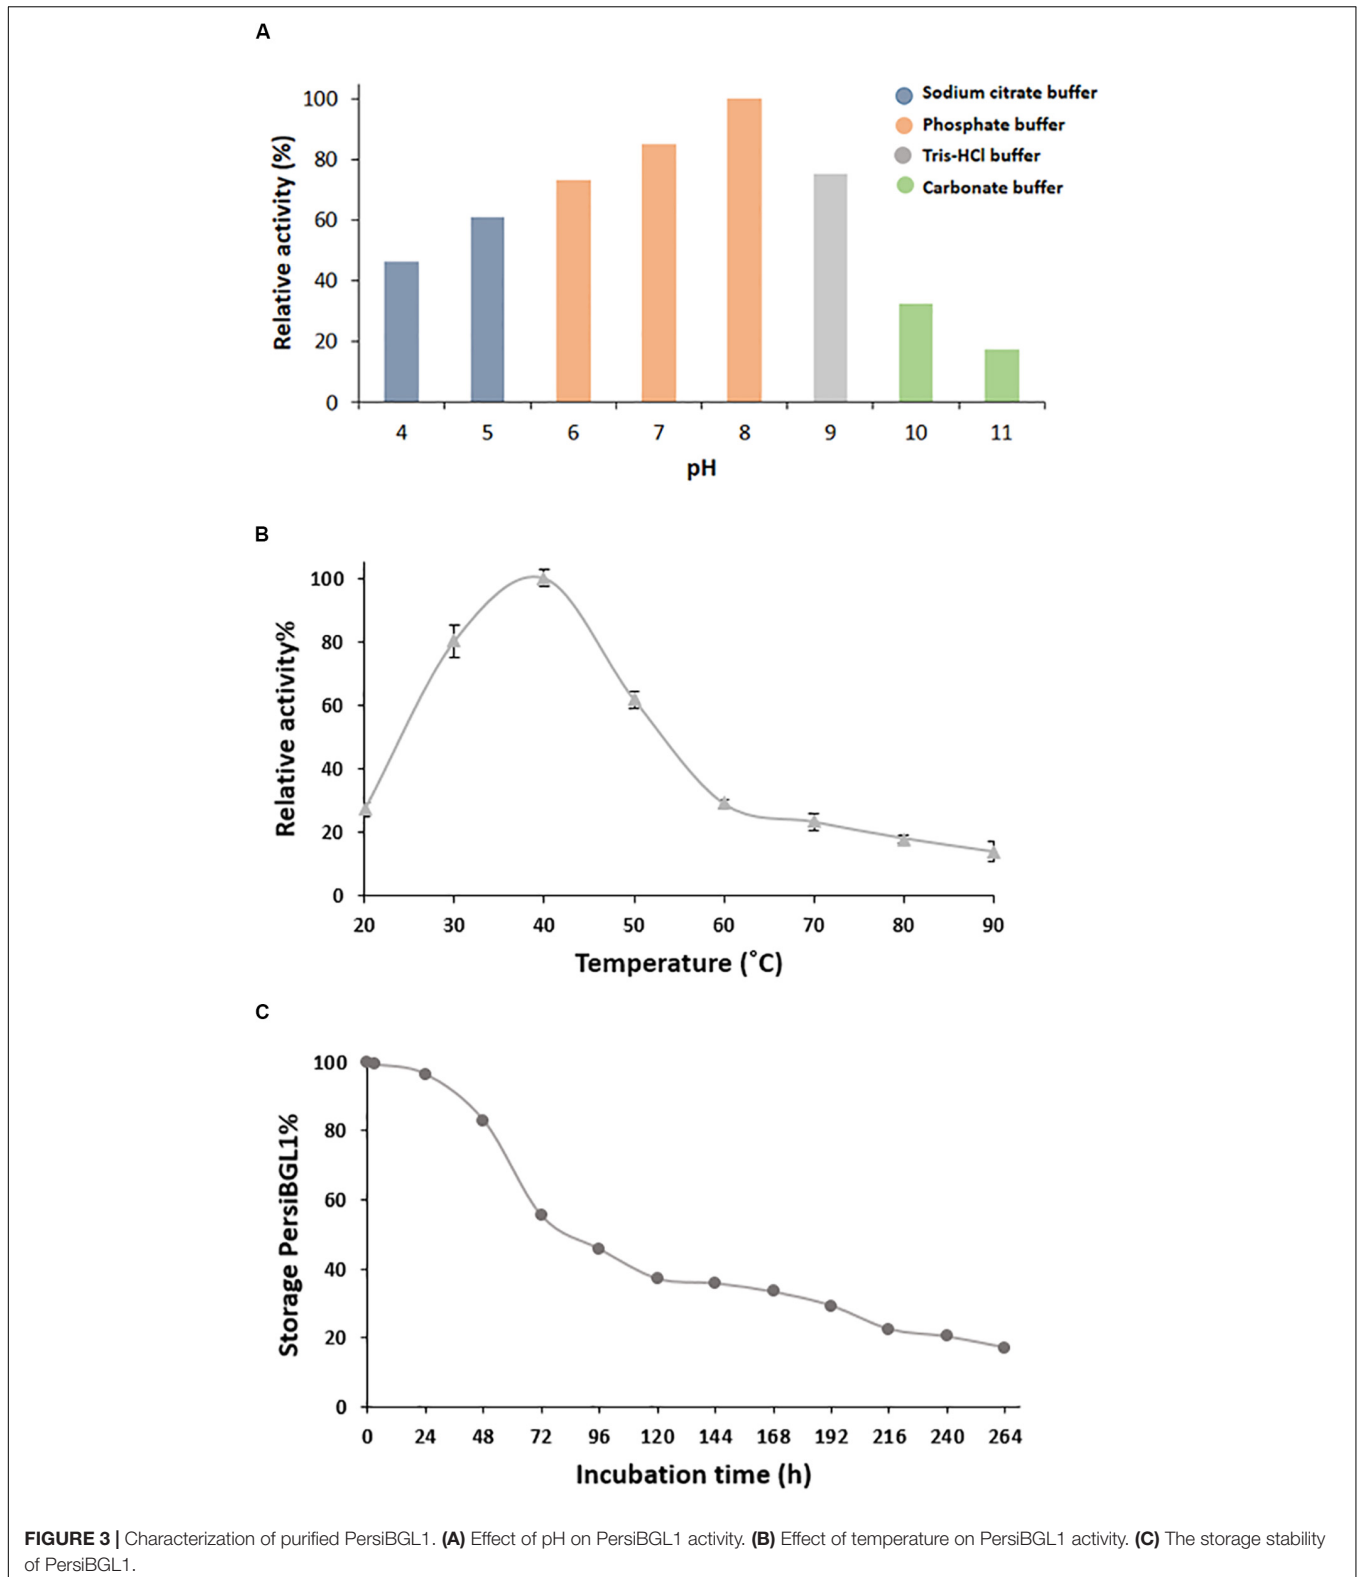 A
100
80
60
40
20
0
Relative activity (%)
4 5 6 7 8 9 10 11
pH
Sodium citrate buffer
Phosphate buffer
Tris-HCl buffer
Carbonate buffer
B
100
80
60
40
20
0
Relative activity%
20 30 40 50 60 70 80 90
Temperature (˚C)
C
100
80
60
40
20
0
Storage PersiBGL1%
0 24 48 72 96 120 144 168 192 216 240 264
Incubation time (h)
FIGURE 3 | Characterization of purified PersiBGL1. (A) Effect of pH on PersiBGL1 activity. (B) Effect of temperature on PersiBGL1 activity. (C) The storage stability
of PersiBGL1.